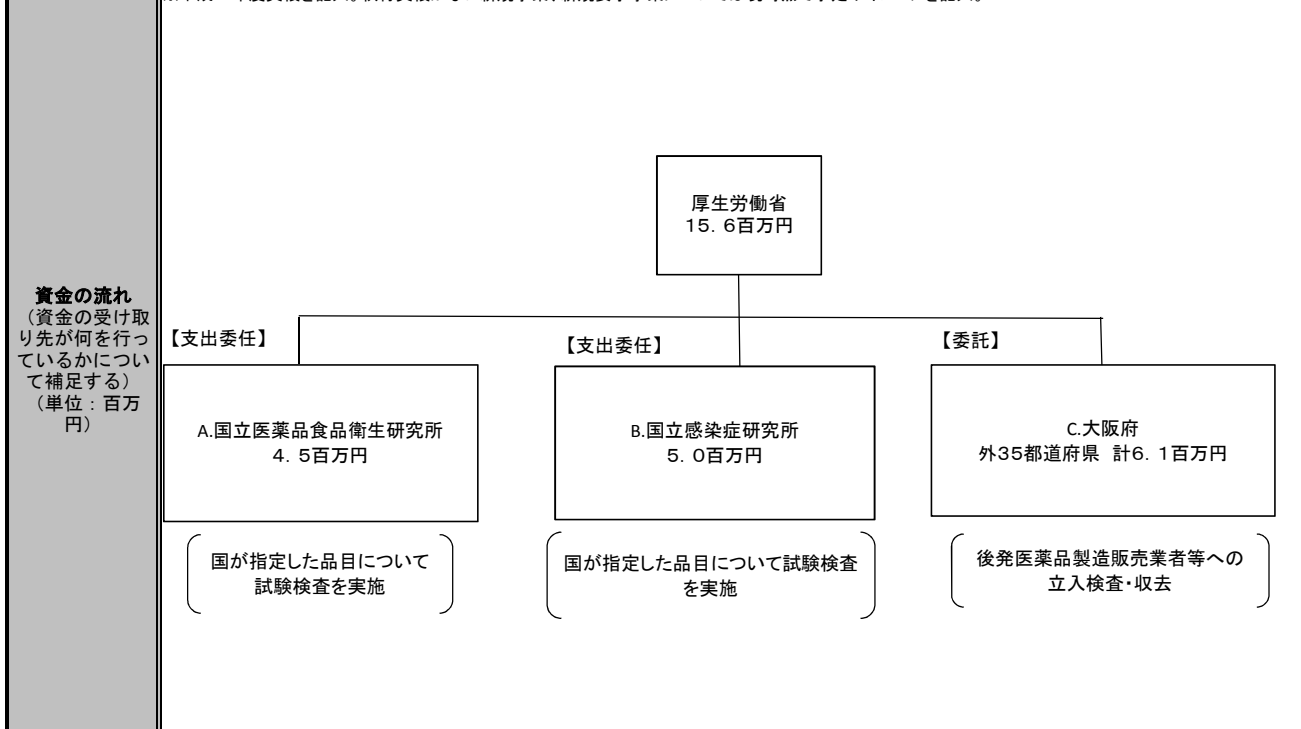 資金の流れ
（資金の受け取
り先が何を行っ
ているかについ
て補足する）
（単位：百万
円）
厚生労働省
１５．６百万円
【支出委任】
【支出委任】
【委託】
A.国立医薬品食品衛生研究所
４．５百万円
B.国立感染症研究所
５．０百万円
C.大阪府
外３５都道府県 計６．１百万円
国が指定した品目について
試験検査を実施
国が指定した品目について試験検査
を実施
後発医薬品製造販売業者等への
立入検査・収去